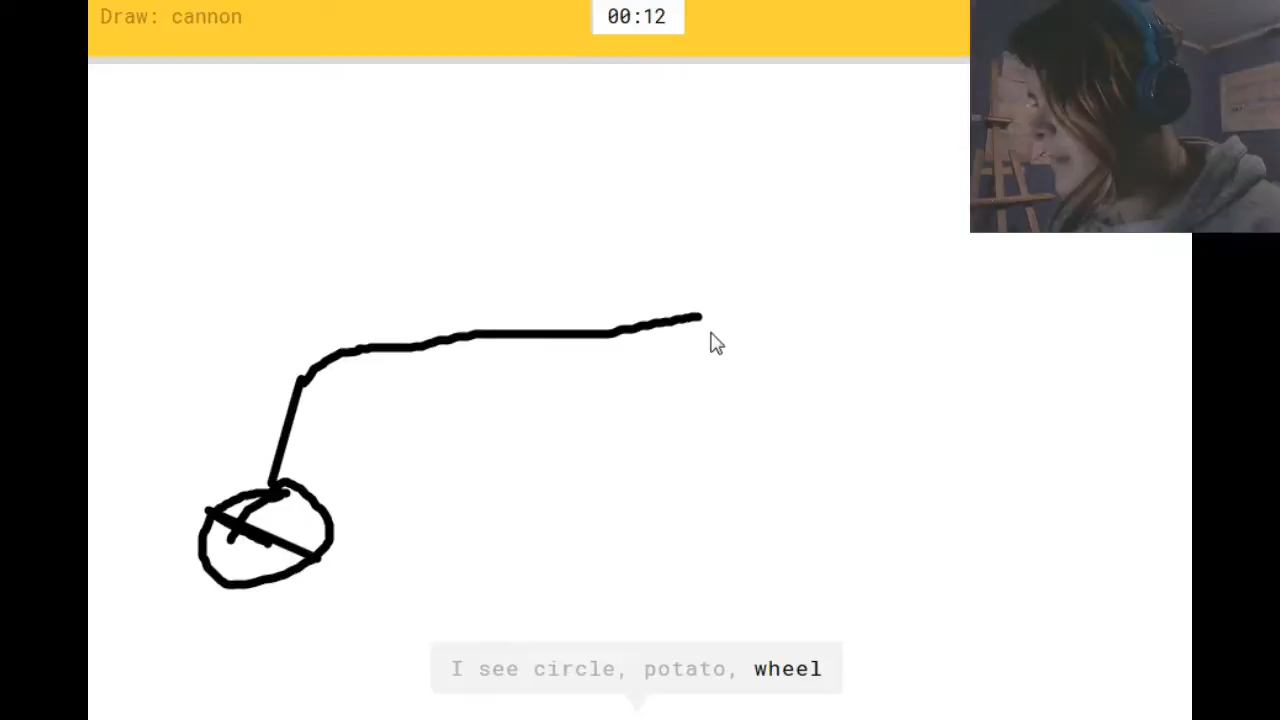 Draw: cannon
00:12
I see circle, potato, wheel